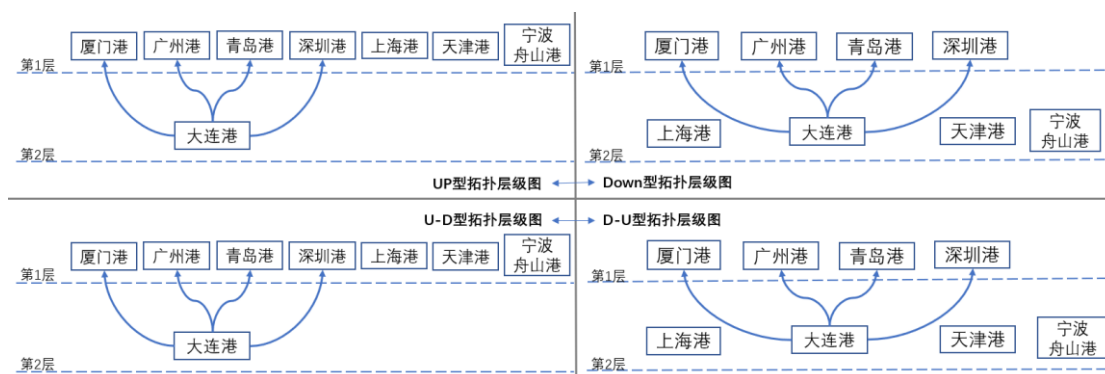 厦门港 广州港 青岛港 深圳港 上海港 天津港 宁波
舟山港
第1层
大连港
第2层
UP型拓扑层级图
厦门港 广州港 青岛港 深圳港
第1层
上海港 大连港 天津港 宁波
舟山港
第2层
Down型拓扑层级图
U-D型拓扑层级图
厦门港 广州港 青岛港 深圳港 上海港 天津港 宁波
舟山港
第1层
大连港
第2层
D-U型拓扑层级图
厦门港 广州港 青岛港 深圳港
第1层
上海港 大连港 天津港 宁波
舟山港
第2层